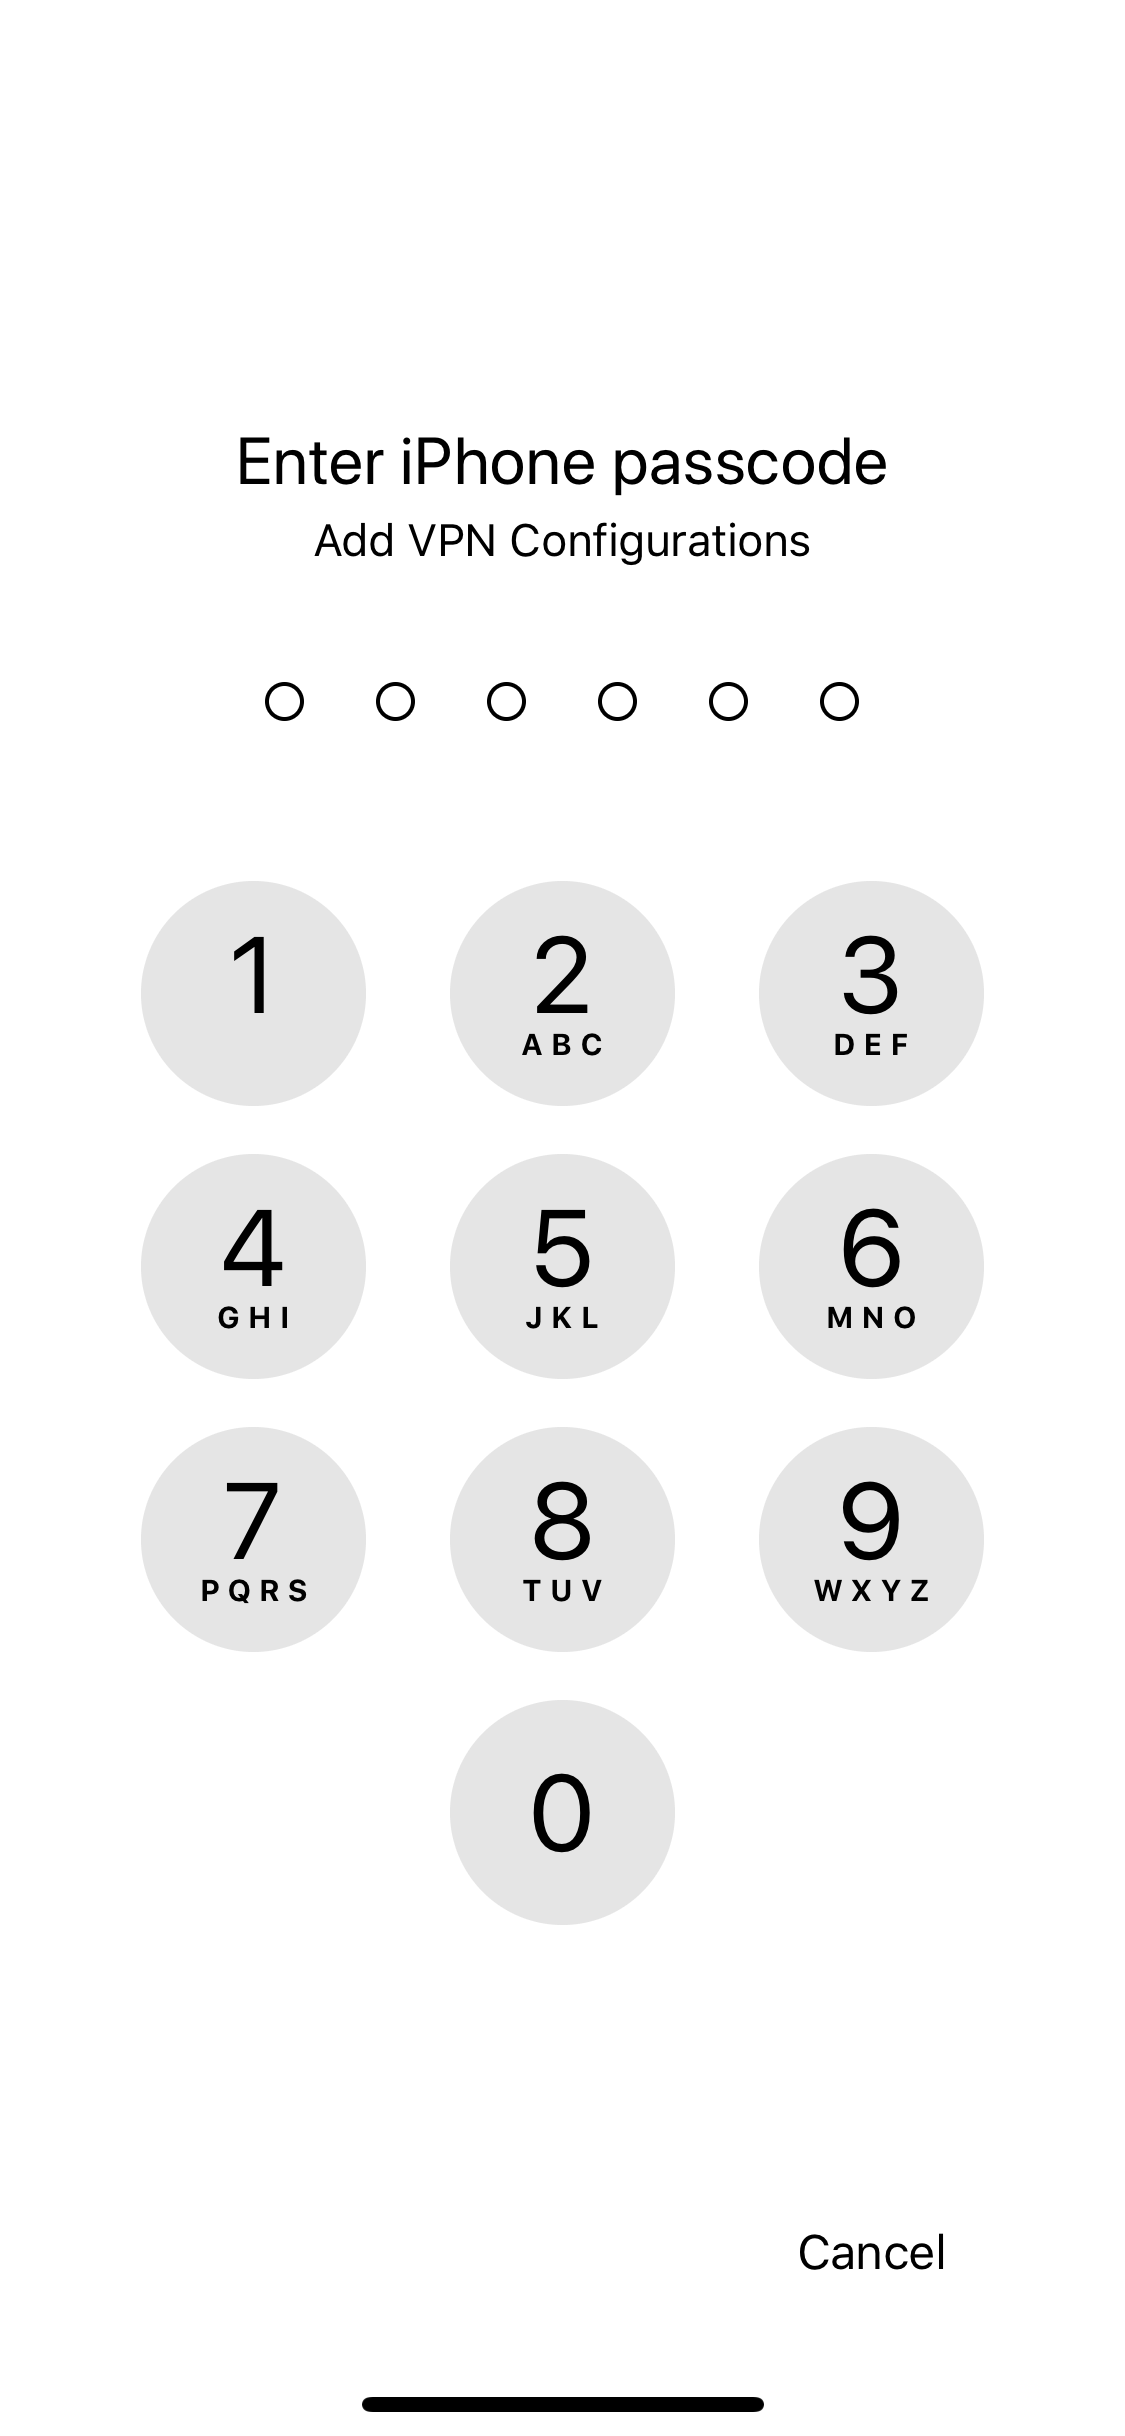 Enter iPhone passcode
Add VPN Configurations
1 2 3
ABC DEF
4 5 6
GHI JKL MNO
7 8 9
PQRS TUV WXYZ
0
Cancel